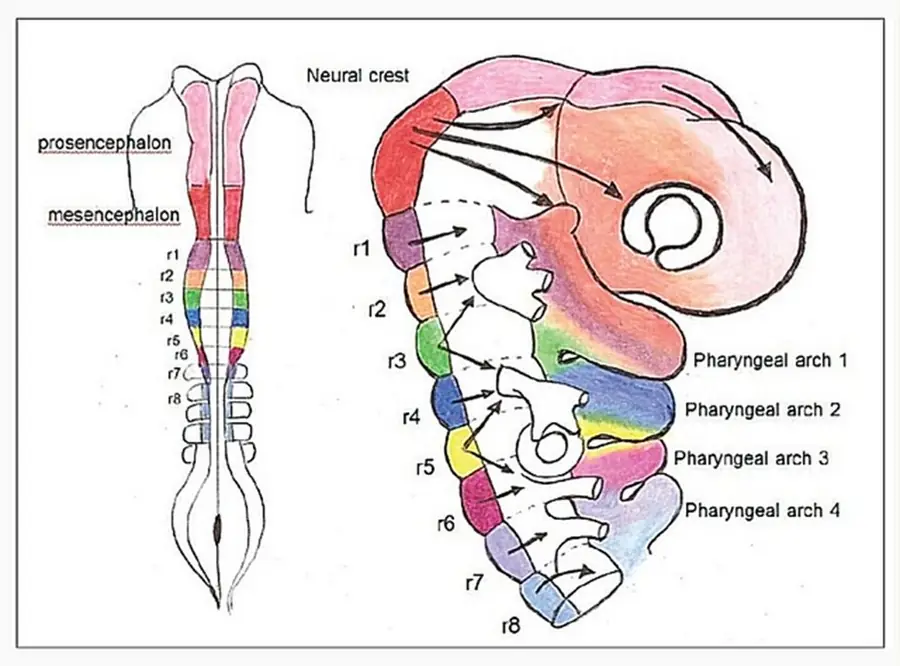 Neural crest
prosencephalon
mesencephalon
r1
r2
r3
r4
r5
r6
r7
r8
r1
r2
r3
r4
r5
r6
r7
r8
Pharyngeal arch 1
Pharyngeal arch 2
Pharyngeal arch 3
Pharyngeal arch 4